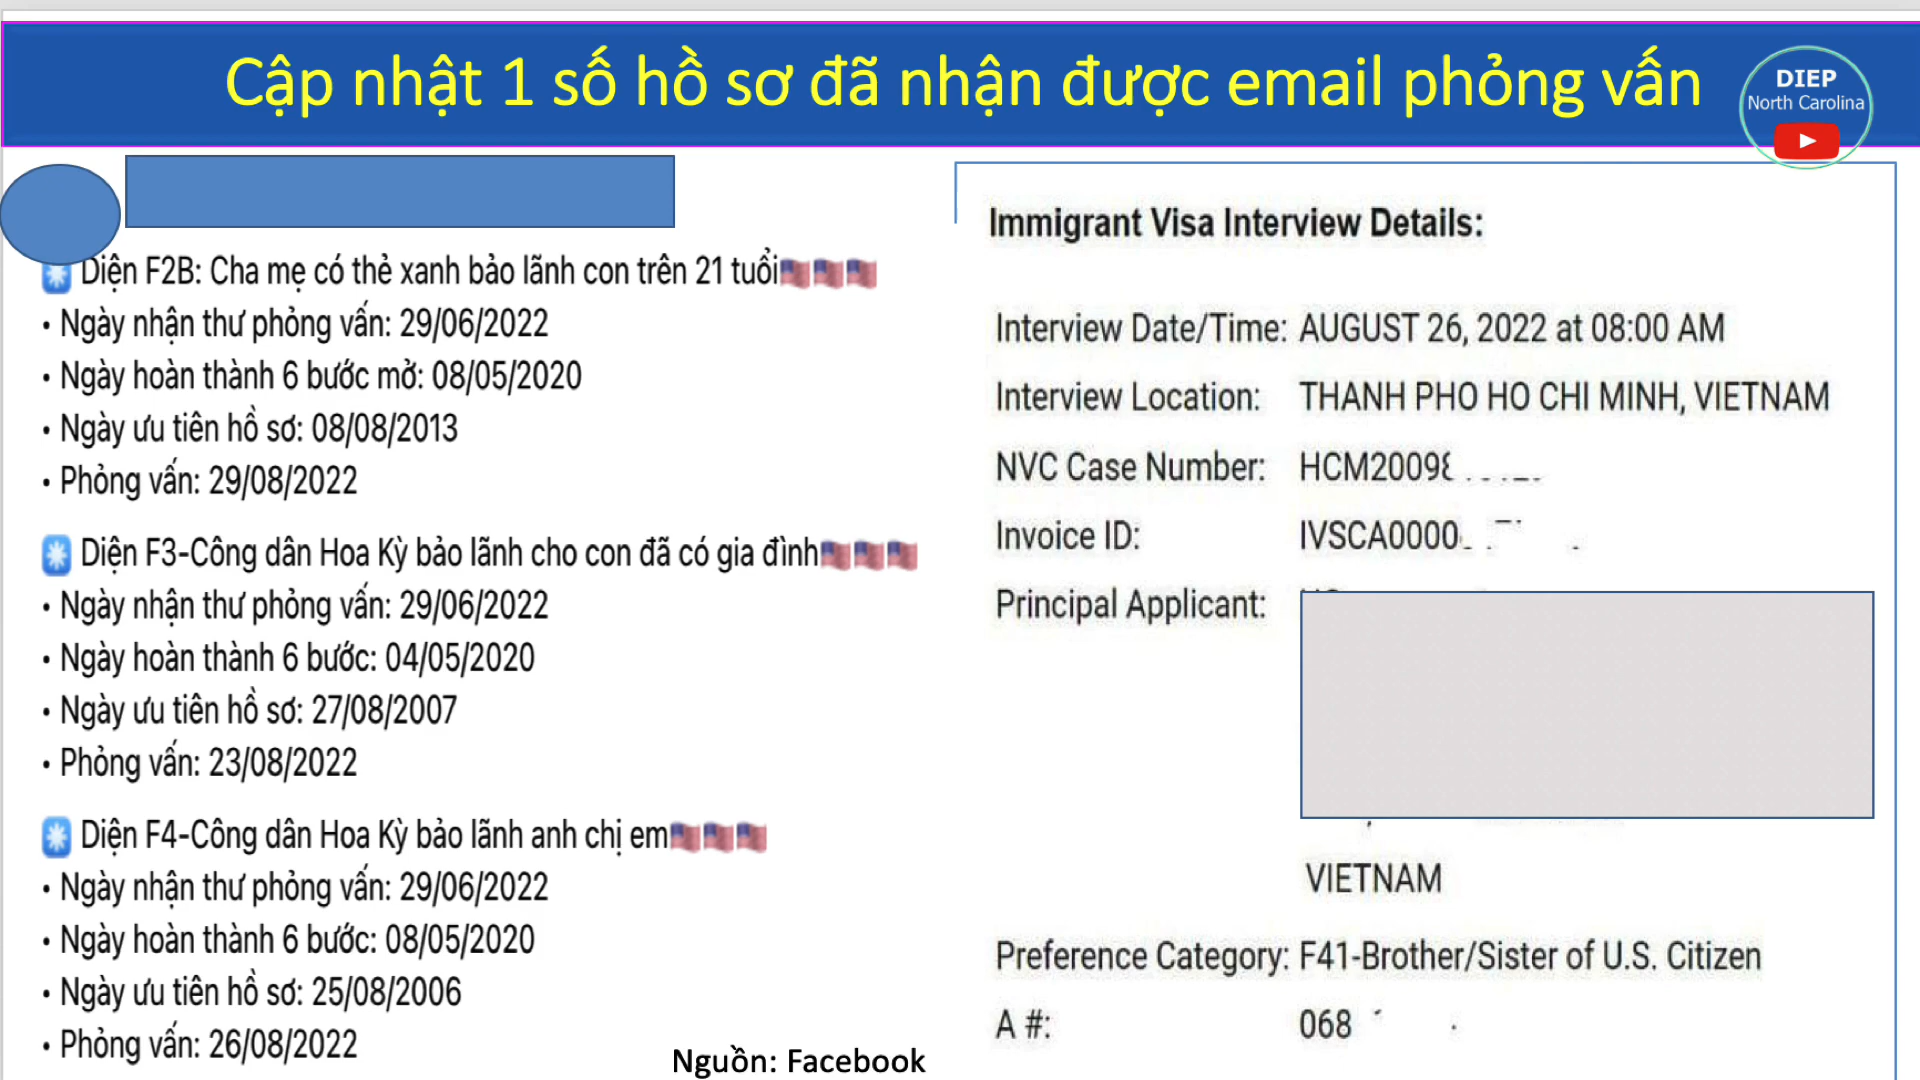 Cập nhật 1 số hồ sơ đã nhận được email phỏng vấn
DIEP
North Carolina
Diện F2B: Cha mẹ có thẻ xanh bảo lãnh con trên 21 tuổi
• Ngày nhận thư phỏng vấn: 29/06/2022
• Ngày hoàn thành 6 bước mở: 08/05/2020
• Ngày ưu tiên hồ sơ: 08/08/2013
• Phỏng vấn: 29/08/2022
Diện F3-Công dân Hoa Kỳ bảo lãnh cho con đã có gia đình
• Ngày nhận thư phỏng vấn: 29/06/2022
• Ngày hoàn thành 6 bước: 04/05/2020
• Ngày ưu tiên hồ sơ: 27/08/2007
• Phỏng vấn: 23/08/2022
Diện F4-Công dân Hoa Kỳ bảo lãnh anh chị em
• Ngày nhận thư phỏng vấn: 29/06/2022
• Ngày hoàn thành 6 bước: 08/05/2020
• Ngày ưu tiên hồ sơ: 25/08/2006
• Phỏng vấn: 26/08/2022
Nguồn: Facebook
Immigrant Visa Interview Details:
Interview Date/Time: AUGUST 26, 2022 at 08:00 AM
Interview Location: THANH PHO HO CHI MINH, VIETNAM
NVC Case Number: HCM2009
Invoice ID: IVSCA0000
Principal Applicant:
VIETNAM
Preference Category: F41-Brother/Sister of U.S. Citizen
A #: 068